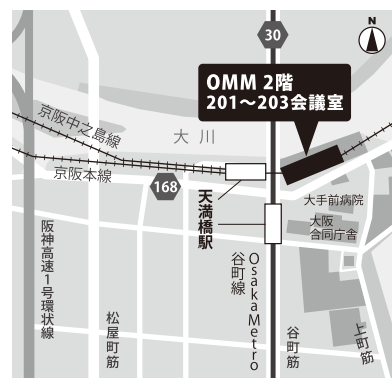 N
30
OMM 2階
201〜203会議室
京阪中之島線
大川
京阪本線
168
天満橋駅
大手前病院
大阪
合同庁舎
阪神高速1号環状線
松屋町筋
OsakaMetro
谷町線
谷町筋
上町筋